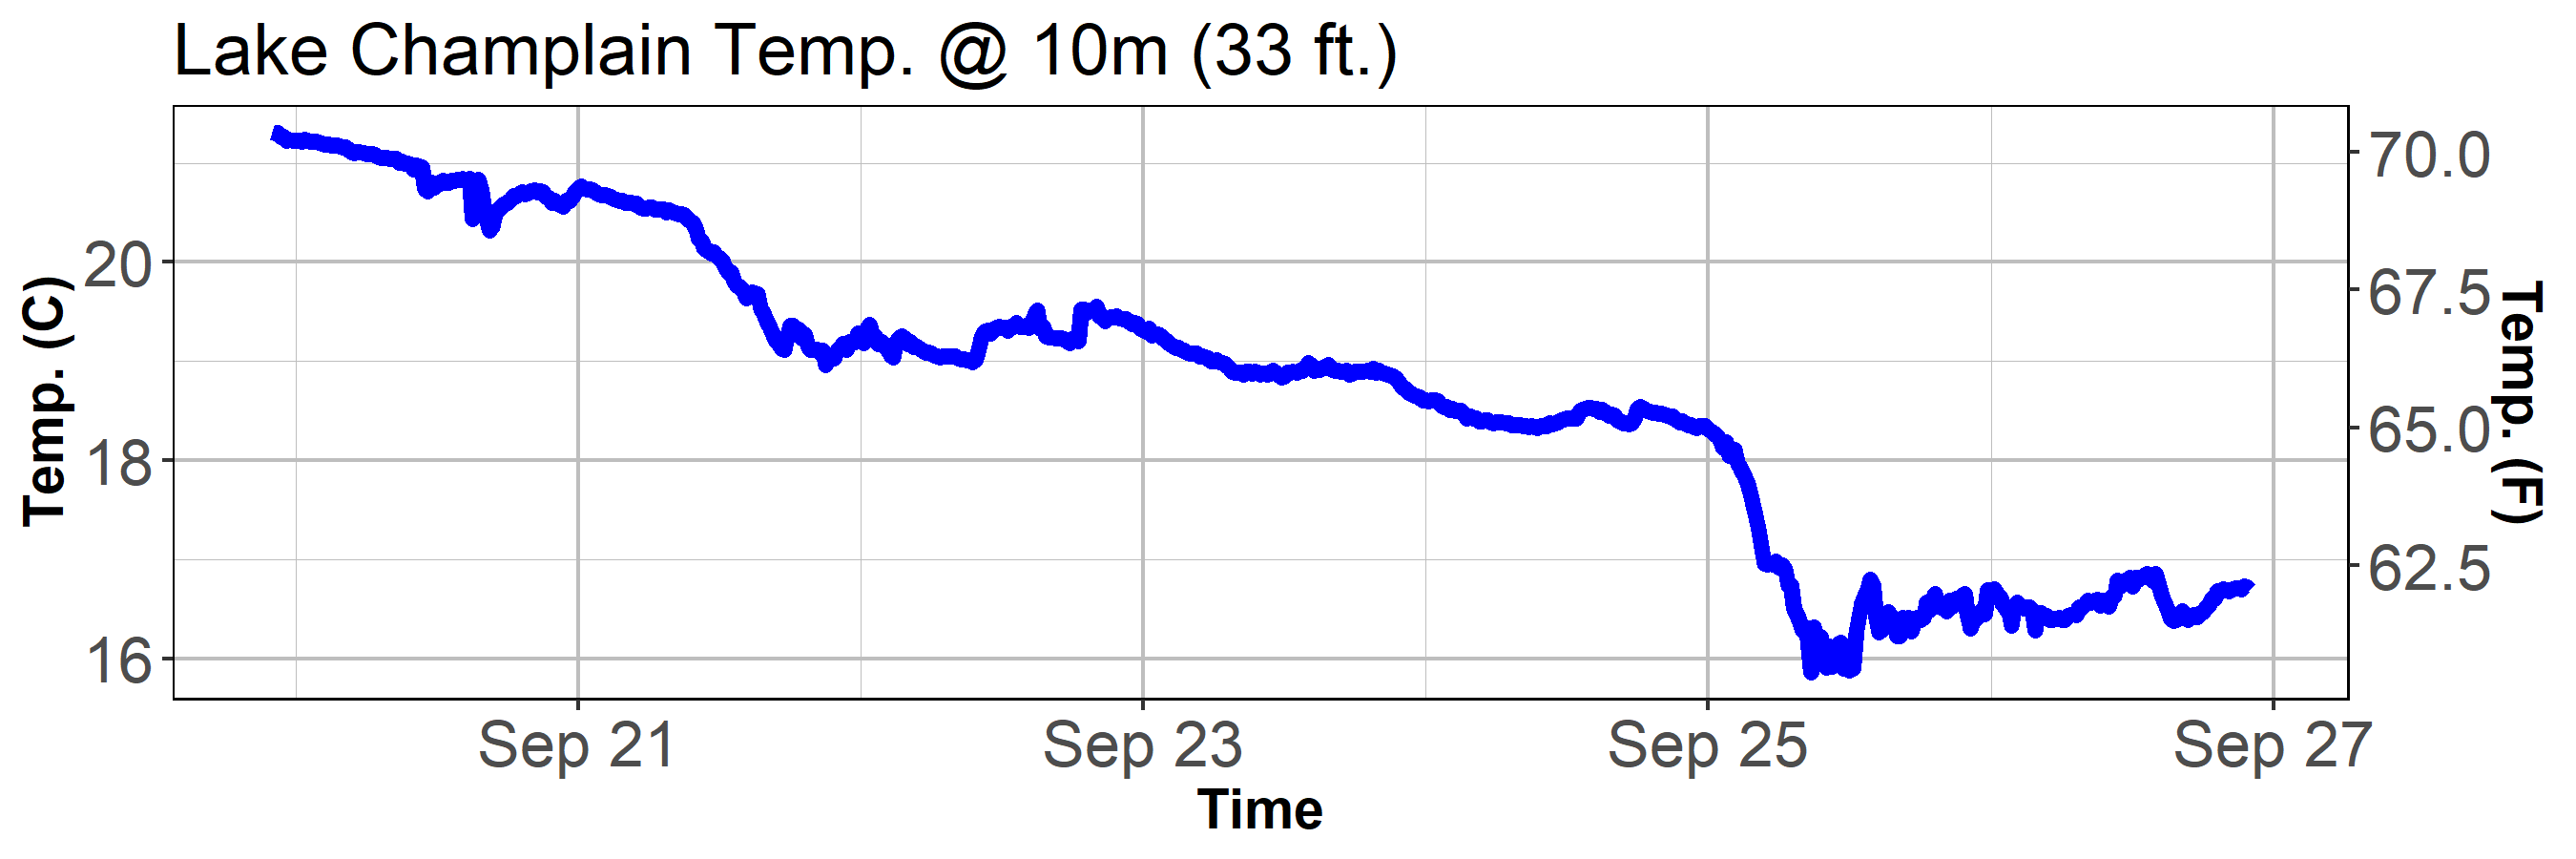 Lake Champlain Temp. @ 10m (33 ft.)
Temp. (C)
20
18
16
70.0
67.5
65.0
62.5
Temp. (F)
Sep 21 Sep 23 Sep 25 Sep 27
Time